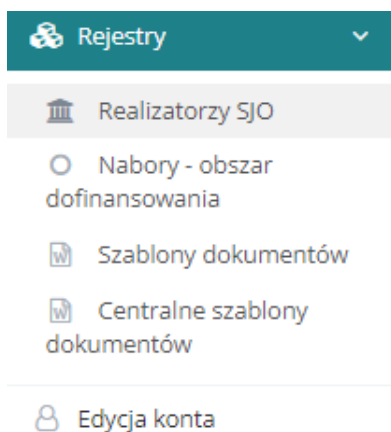 Rejestry
Realizatorzy SJO
Nabory - obszar
dofinansowania
Szablony dokumentów
Centralne szablony
dokumentów
Edycja konta